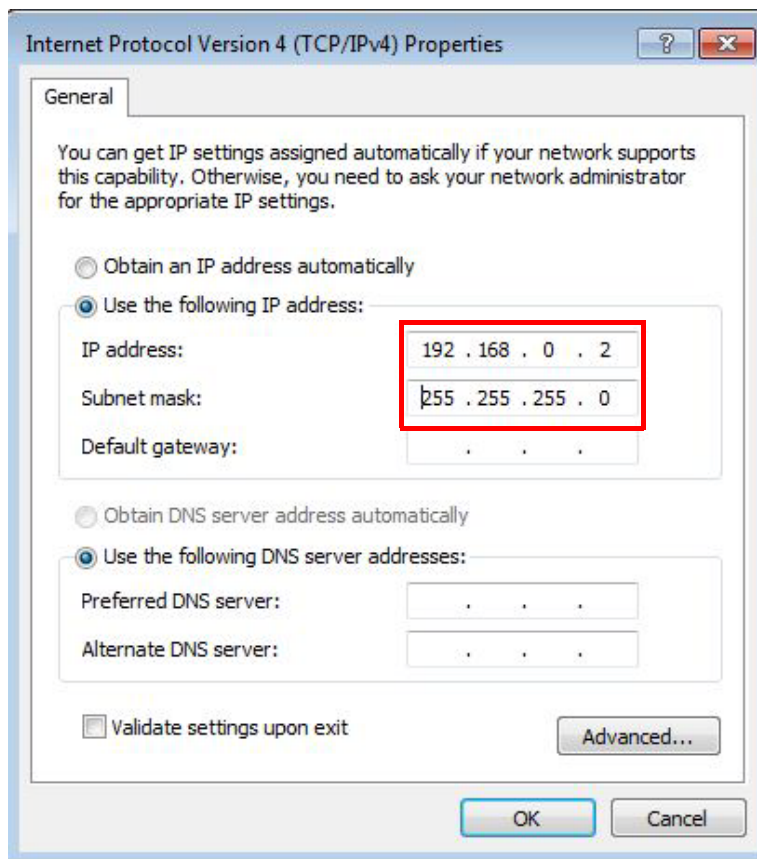 Internet Protocol Version 4 (TCP/IPv4) Properties
?
General
You can get IP settings assigned automatically if your network supports
this capability. Otherwise, you need to ask your network administrator
for the appropriate IP settings.
Obtain an IP address automatically
Use the following IP address:
IP address: 192 . 168 . 0 . 2
Subnet mask: 255 . 255 . 255 . 0
Default gateway: . . .
Obtain DNS server address automatically
Use the following DNS server addresses:
Preferred DNS server: . . .
Alternate DNS server: . . .
Validate settings upon exit
Advanced...
OK Cancel